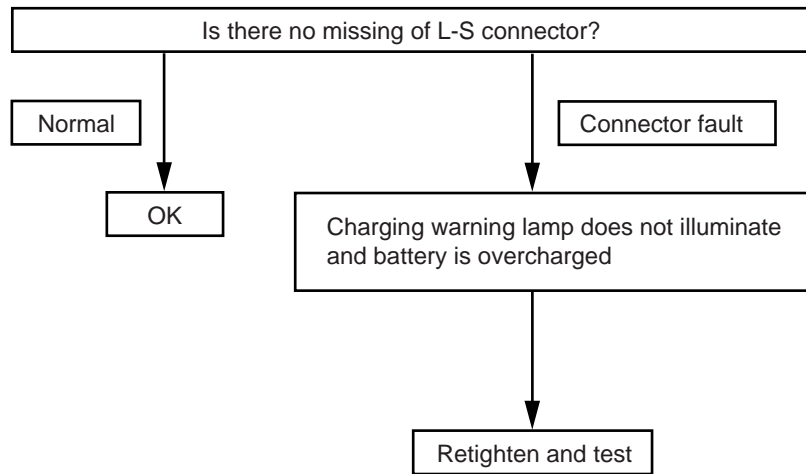 Is there no missing of L-S connector?
Normal
Connector fault
OK
Charging warning lamp does not illuminate
and battery is overcharged
Retighten and test